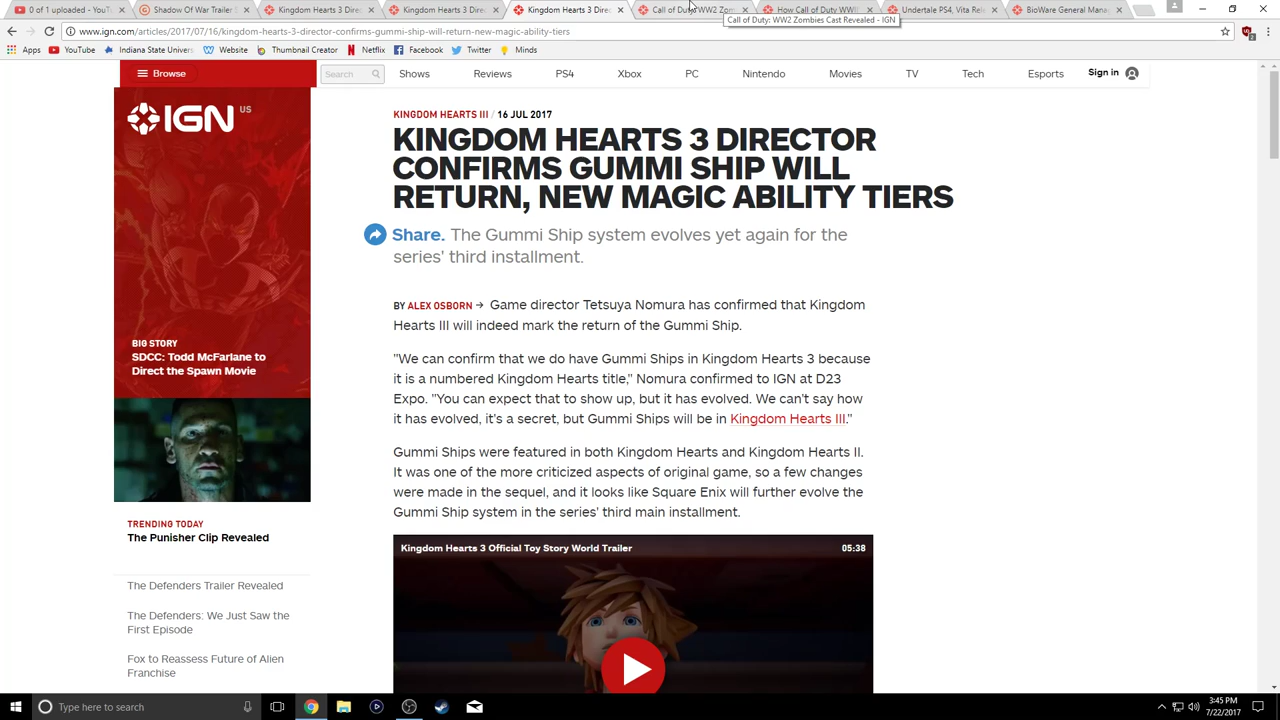 0 of 1 uploaded - YouT
Shadow Of War Trailer
Kingdom Hearts 3 Dire
Kingdom Hearts 3 Dire
Kingdom Hearts 3 Dire
Call of Duty: WW2 Zom
How Call of Duty WWII
Undertale PS4, Vita Rele
BioWare General Mana
Call of Duty: WW2 Zombies Cast Revealed - IGN
www.ign.com/articles/2017/07/16/kingdom-hearts-3-director-confirms-gummi-ship-will-return-new-magic-ability-tiers
Apps YouTube Indiana State Univers Website Blogger Instant CreatR Netflix Facebook Twitter Minds
Browse Search Shows Reviews PS4 Xbox PC Nintendo Movies TV Tech Esports Sign in
IGN US
BIG STORY
SDCC: Todd McFarlane to
Direct the Spawn Movie
TRENDING TODAY
The Punisher Clip Revealed
The Defenders Trailer Revealed
The Defenders: We Just Saw the
First Episode
Fox to Reassess Future of Alien
Franchise
KINGDOM HEARTS III / 16 JUL 2017
KINGDOM HEARTS 3 DIRECTOR
CONFIRMS GUMMI SHIP WILL
RETURN, NEW MAGIC ABILITY TIERS
Share. The Gummi Ship system evolves yet again for the
series' third installment.
BY ALEX OSBORN Game director Tetsuya Nomura has confirmed that Kingdom
Hearts III will indeed mark the return of the Gummi Ship.
"We can confirm that we do have Gummi Ships in Kingdom Hearts 3 because
it is a numbered Kingdom Hearts title," Nomura confirmed to IGN at D23
Expo. "You can expect that to show up, but it has evolved. We can't say how
it has evolved, it's a secret, but Gummi Ships will be in Kingdom Hearts III."
Gummi Ships were featured in both Kingdom Hearts and Kingdom Hearts II.
It was one of the more criticized aspects of original game, so a few changes
were made in the sequel, and it looks like Square Enix will further evolve the
Gummi Ship system in the series' third main installment.
Kingdom Hearts 3 Official Toy Story World Trailer 05:38
Type here to search
3:45 PM
7/22/2017